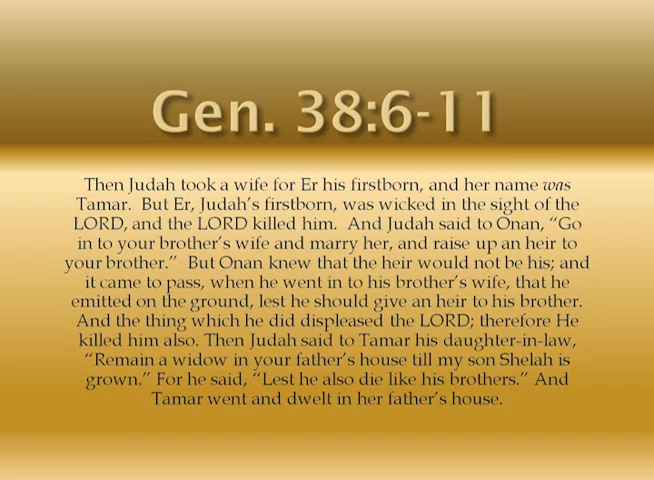 Gen. 38:6-11
Then Judah took a wife for Er his firstborn, and her name was
Tamar.  But Er, Judah’s firstborn, was wicked in the sight of the
LORD, and the LORD killed him.  And Judah said to Onan, “Go
in to your brother’s wife and marry her, and raise up an heir to
your brother.”  But Onan knew that the heir would not be his; and
it came to pass, when he went in to his brother’s wife, that he
emitted on the ground, lest he should give an heir to his brother.
And the thing which he did displeased the LORD; therefore He
killed him also. Then Judah said to Tamar his daughter-in-law,
“Remain a widow in your father’s house till my son Shelah is
grown.” For he said, “Lest he also die like his brothers.” And
Tamar went and dwelt in her father’s house.